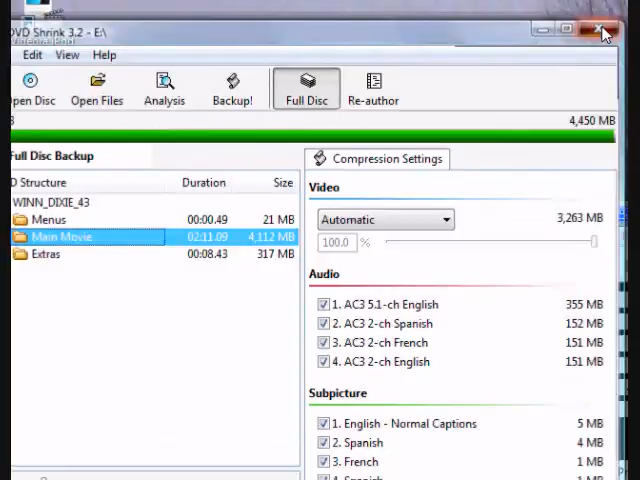 DVD Shrink 3.2 - E:\
Edit View Help
Open Disc Open Files Analysis Backup! Full Disc Re-author
4,450 MB
Full Disc Backup
Compression Settings
Structure Duration Size
Video
WINN_DIXIE_43
Menus 00:00.49 21 MB
Automatic 3,263 MB
Main Movie 02:11.09 4,112 MB
100.0 %
Extras 00:08.43 317 MB
Audio
1. AC3 5.1-ch English 355 MB
2. AC3 2-ch Spanish 152 MB
3. AC3 2-ch French 151 MB
4. AC3 2-ch English 151 MB
Subpicture
1. English - Normal Captions 5 MB
2. Spanish 4 MB
3. French 4 MB
4. Spanish 1 MB